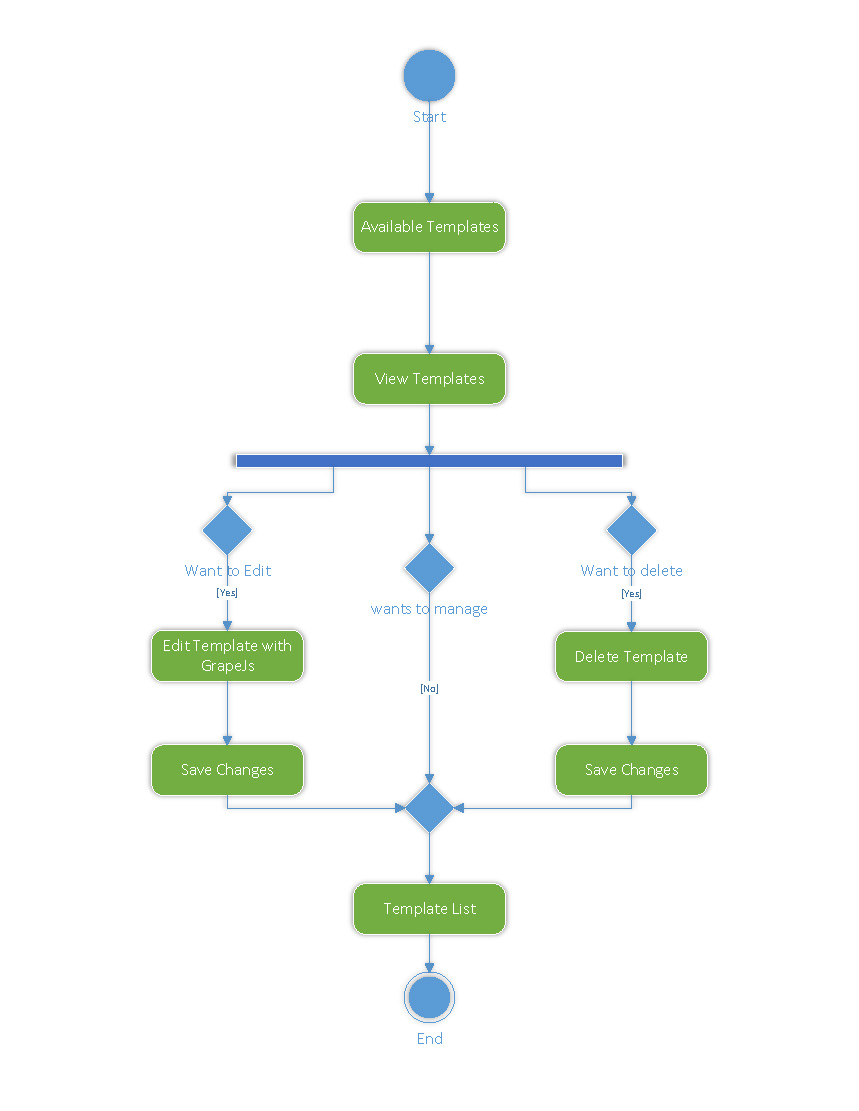 Start
Available Templates
View Templates
Want to Edit
Want to delete
[Yes]
[Yes]
wants to manage
Edit Template with
GrapeJs
Delete Template
[No]
Save Changes
Save Changes
Template List
End